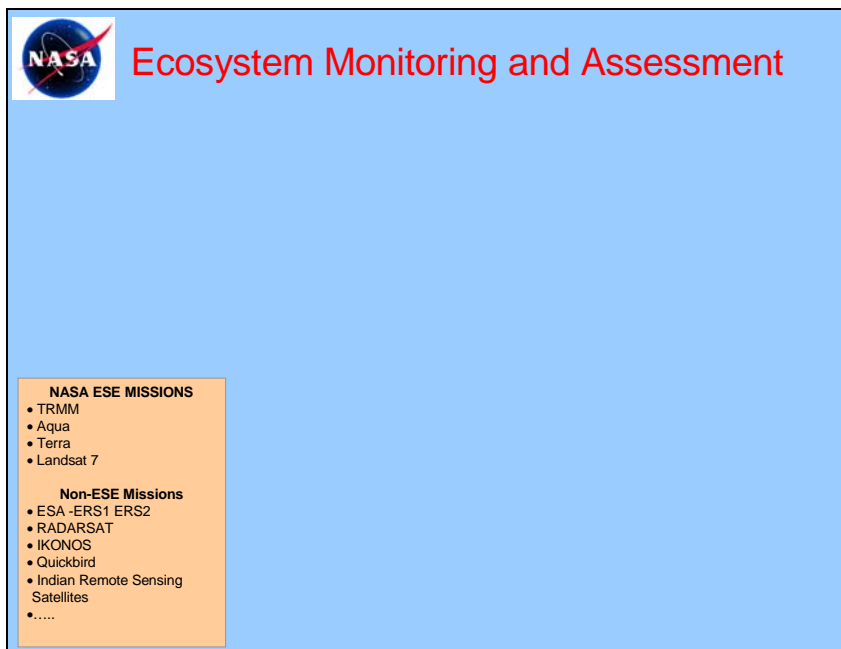 NASA
Ecosystem Monitoring and Assessment
NASA ESE MISSIONS
• TRMM
• Aqua
• Terra
• Landsat 7
Non-ESE Missions
• ESA -ERS1 ERS2
• RADARSAT
• IKONOS
• Quickbird
• Indian Remote Sensing
Satellites
•…..